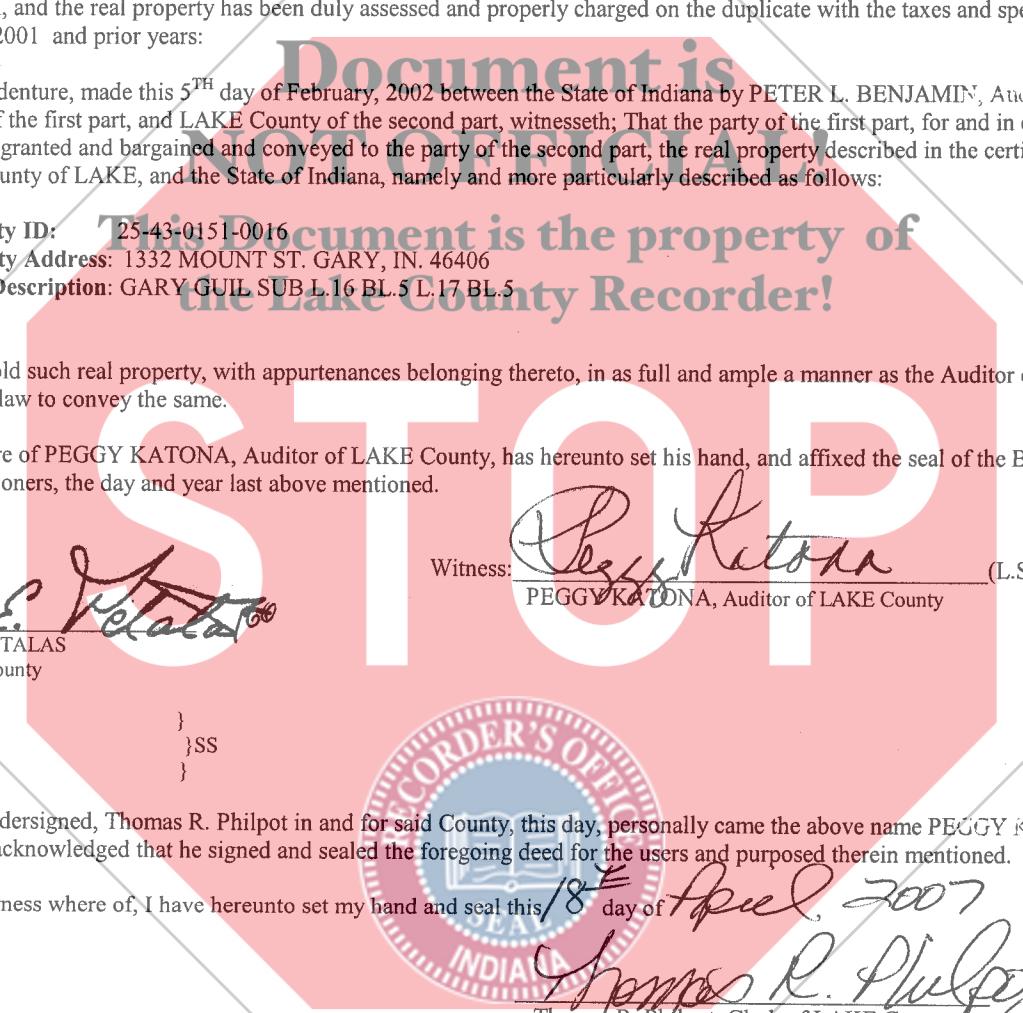 , and the real property has been duly assessed and properly charged on the duplicate with the taxes and spe
2001 and prior years:
Document is
denture, made this 5TH day of February, 2002 between the State of Indiana by PETER L. BENJAMIN, Aud
f the first part, and LAKE County of the second part, witnesseth; That the party of the first part, for and in
NOT OFFICIAL!
granted and bargained and conveyed to the party of the second part, the real property described in the certi
unty of LAKE, and the State of Indiana, namely and more particularly described as follows:
This Document is the property of
ty ID: 25-43-0151-0016
ty Address: 1332 MOUNT ST. GARY, IN. 46406
the Lake County Recorder!
Description: GARY GUIL SUB L.16 BL.5 L.17 BL.5
ld such real property, with appurtenances belonging thereto, in as full and ample a manner as the Auditor
law to convey the same.
STOP
re of PEGGY KATONA, Auditor of LAKE County, has hereunto set his hand, and affixed the seal of the B
oners, the day and year last above mentioned.
Witness: Peggy Katona (L.S
PEGGY KATONA, Auditor of LAKE County
TALAS
ounty
}
}SS
}
RECORDER'S OFFICE
dersigned, Thomas R. Philpot in and for said County, this day, personally came the above name PEGGY K
acknowledged that he signed and sealed the foregoing deed for the users and purposed therein mentioned.
ness where of, I have hereunto set my hand and seal this 18th day of April, 2007
SEAL
INDIANA
Thomas R. Philpo